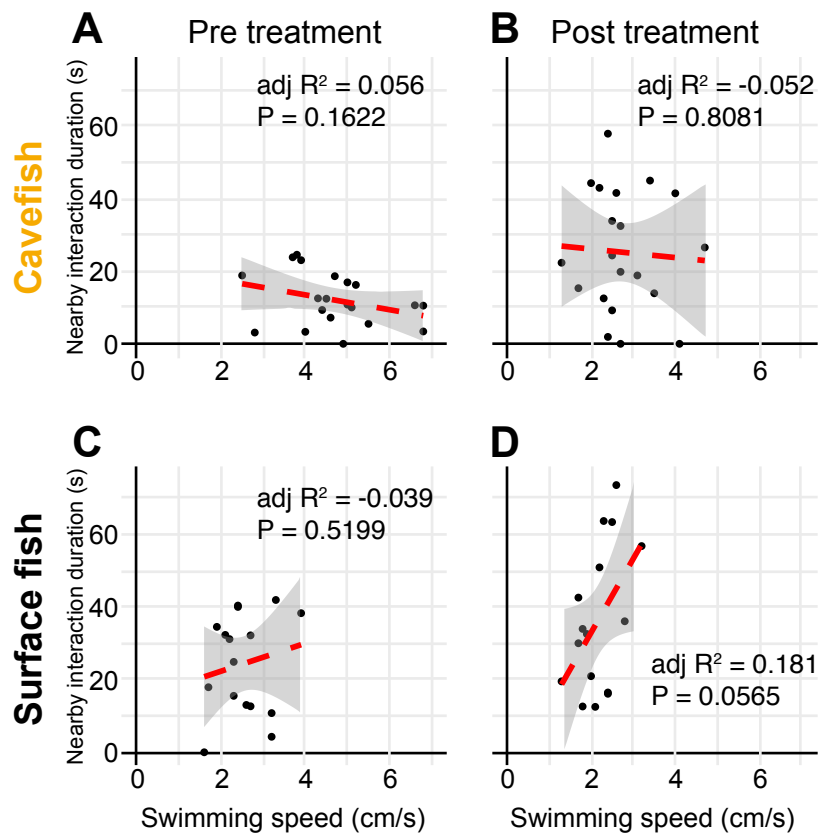 A
Pre treatment
B
Post treatment
Cavefish
Nearby interaction duration (s)
adj R² = 0.056
P = 0.1622
60
40
20
0
0
2
4
6
adj R² = -0.052
P = 0.8081
0
2
4
6
C
D
Surface fish
Nearby interaction duration (s)
adj R² = -0.039
P = 0.5199
60
40
20
0
0
2
4
6
Swimming speed (cm/s)
adj R² = 0.181
P = 0.0565
0
2
4
6
Swimming speed (cm/s)